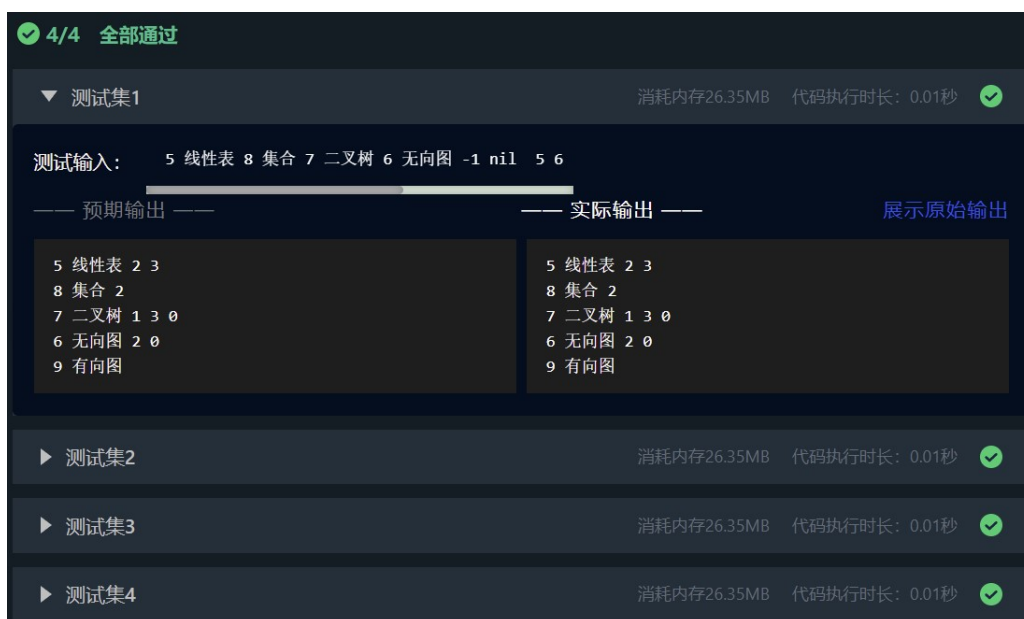 4/4 全部通过
测试集1 消耗内存26.35MB 代码执行时长：0.01秒
测试输入： 5 线性表 8 集合 7 二叉树 6 无向图 -1 nil 5 6
—— 预期输出 —— —— 实际输出 —— 展示原始输出
5 线性表 2 3 5 线性表 2 3
8 集合 2 8 集合 2
7 二叉树 1 3 0 7 二叉树 1 3 0
6 无向图 2 0 6 无向图 2 0
9 有向图 9 有向图
测试集2 消耗内存26.35MB 代码执行时长：0.01秒
测试集3 消耗内存26.35MB 代码执行时长：0.01秒
测试集4 消耗内存26.35MB 代码执行时长：0.01秒